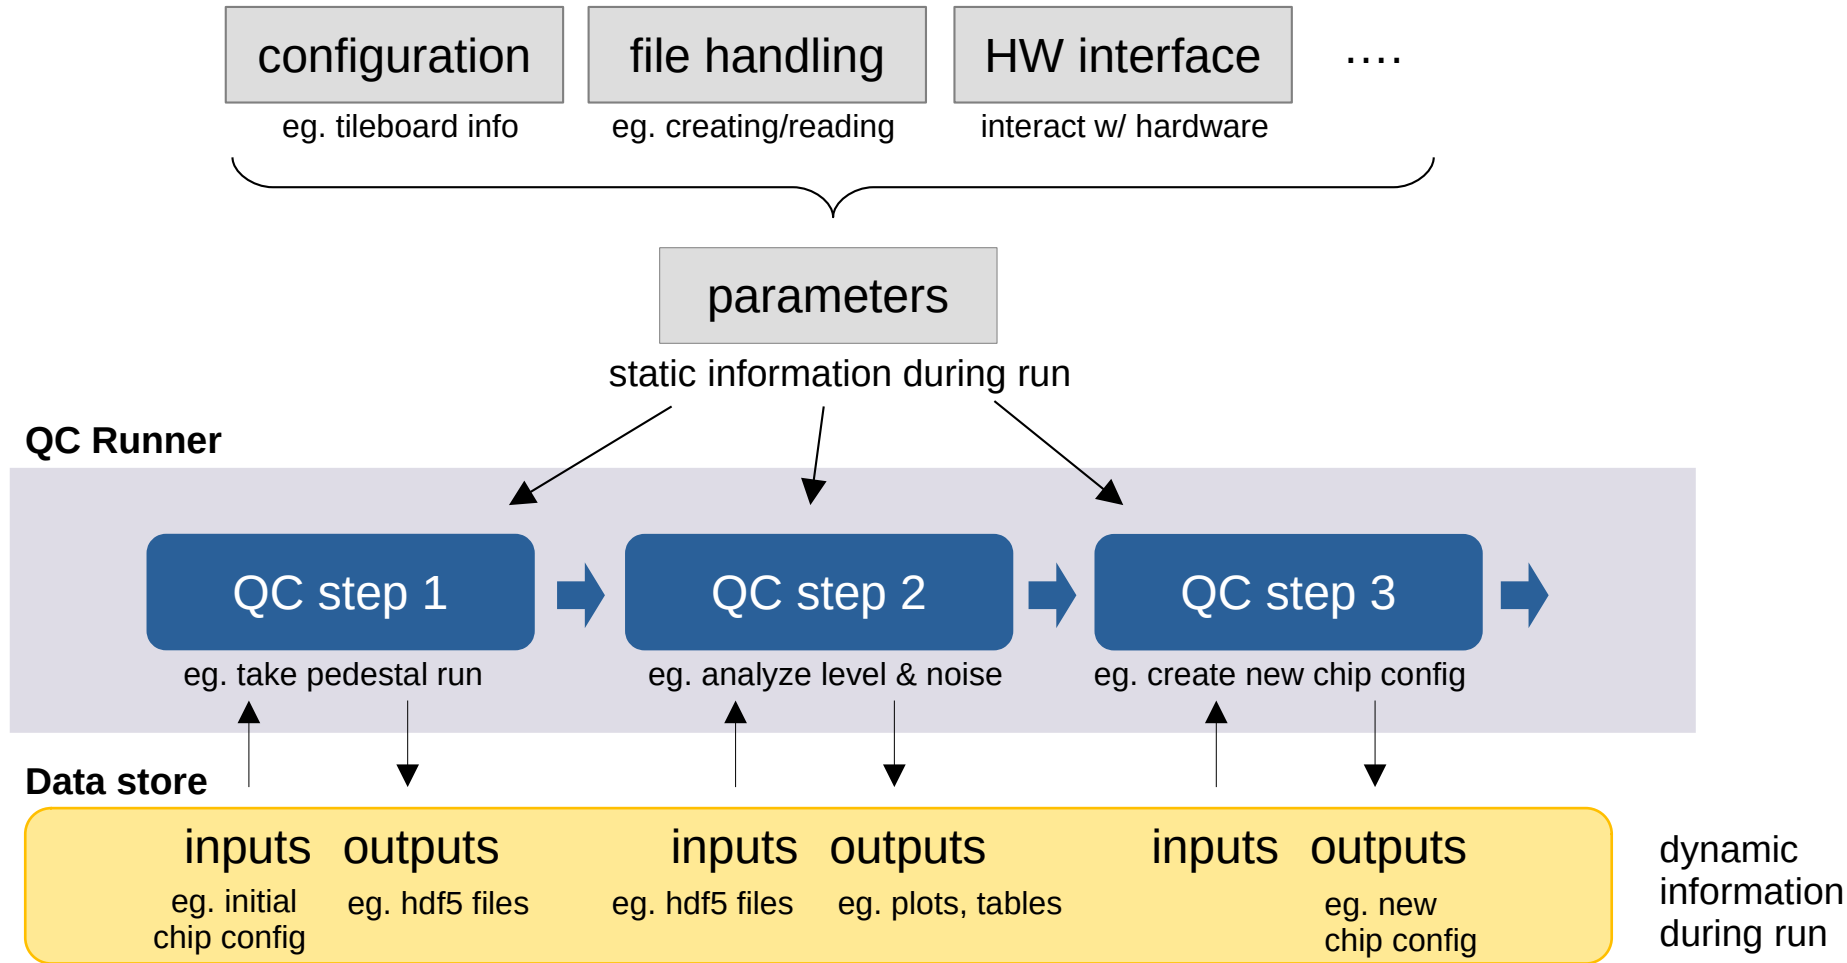 configuration
file handling
HW interface
....
eg. tileboard info
eg. creating/reading
interact w/ hardware
parameters
static information during run
QC Runner
QC step 1
QC step 2
QC step 3
eg. take pedestal run
eg. analyze level & noise
eg. create new chip config
Data store
inputs
outputs
inputs
outputs
inputs
outputs
eg. initial
chip config
eg. hdf5 files
eg. hdf5 files
eg. plots, tables
eg. new
chip config
dynamic
information
during run